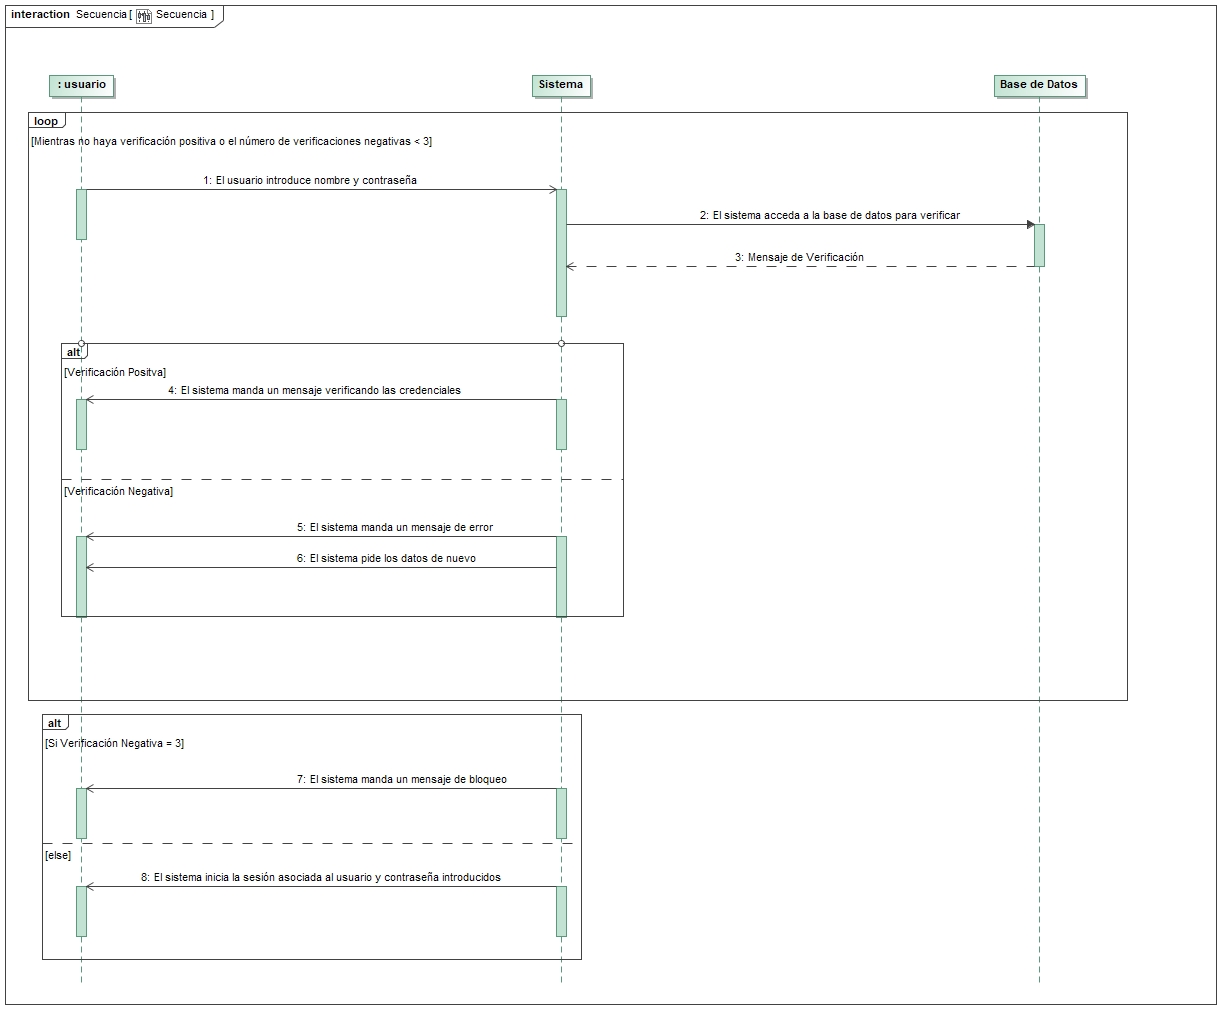 interaction Secuencia [ Secuencia ]
: usuario
Sistema
Base de Datos
loop
[Mientras no haya verificación positiva o el número de verificaciones negativas < 3]
1: El usuario introduce nombre y contraseña
2: El sistema acceda a la base de datos para verificar
3: Mensaje de Verificación
alt
[Verificación Positva]
4: El sistema manda un mensaje verificando las credenciales
[Verificación Negativa]
5: El sistema manda un mensaje de error
6: El sistema pide los datos de nuevo
alt
[Si Verificación Negativa = 3]
7: El sistema manda un mensaje de bloqueo
[else]
8: El sistema inicia la sesión asociada al usuario y contraseña introducidos